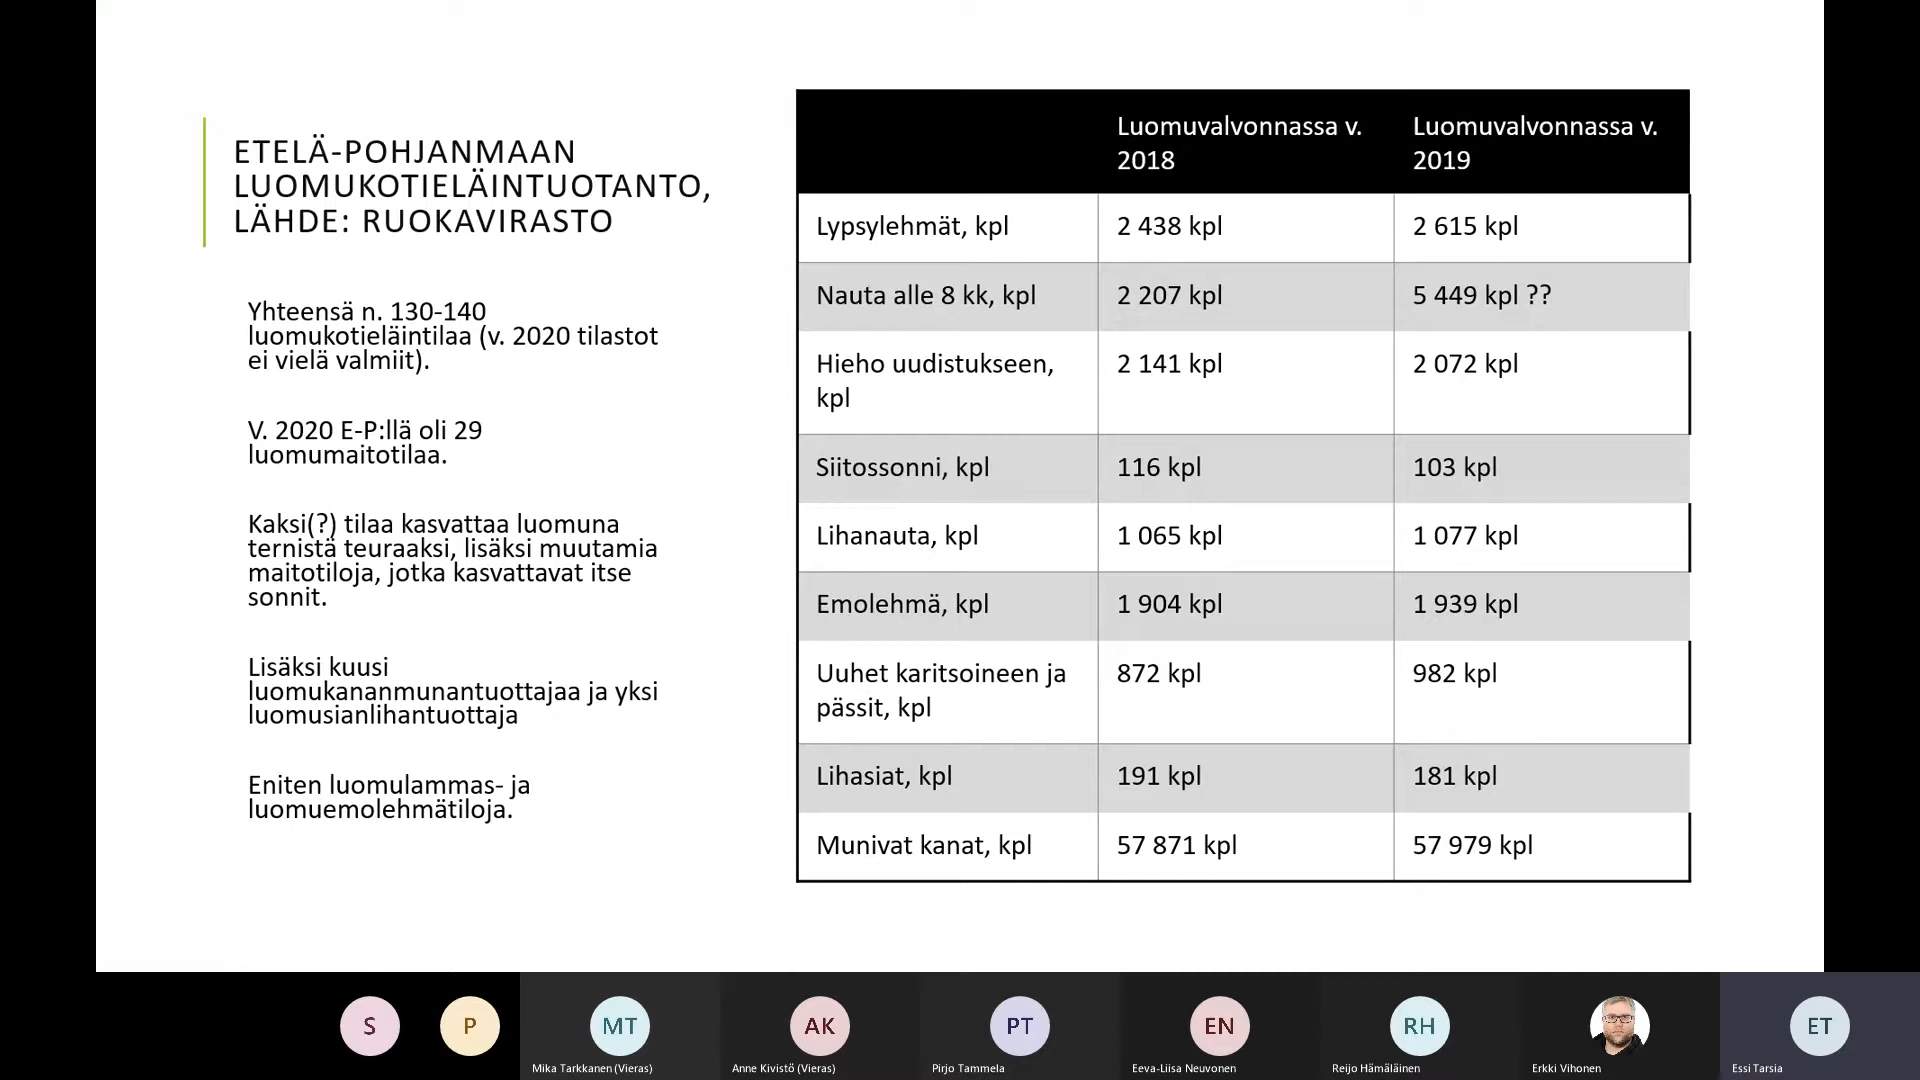 ETELÄ-POHJANMAAN
LUOMUKOTIELÄINTUOTANTO,
LÄHDE: RUOKAVIRASTO
Yhteensä n. 130-140
luomukotieläintilaa (v. 2020 tilastot
ei vielä valmiit).
V. 2020 E-P:llä oli 29
luomumaitotilaa.
Kaksi(?) tilaa kasvattaa luomuna
ternistä teuraaksi, lisäksi muutamia
maitotiloja, jotka kasvattavat itse
sonnit.
Lisäksi kuusi
luomukananmunantuottajaa ja yksi
luomusianlihantuottaja
Eniten luomulammas- ja
luomuemolehmätiloja.
Luomuvalvonnassa v.
2018
Luomuvalvonnassa v.
2019
Lypsylehmät, kpl
2 438 kpl
2 615 kpl
Nauta alle 8 kk, kpl
2 207 kpl
5 449 kpl ??
Hieho uudistukseen,
kpl
2 141 kpl
2 072 kpl
Siitossonni, kpl
116 kpl
103 kpl
Lihanauta, kpl
1 065 kpl
1 077 kpl
Emolehmä, kpl
1 904 kpl
1 939 kpl
Uuhet karitsoineen ja
pässit, kpl
872 kpl
982 kpl
Lihasiat, kpl
191 kpl
181 kpl
Munivat kanat, kpl
57 871 kpl
57 979 kpl
S
P
MT
AK
PT
EN
RH
ET
Mika Tarkkanen (Vieras)
Anne Kivistö (Vieras)
Pirjo Tammela
Eeva-Liisa Neuvonen
Reijo Hämäläinen
Erkki Vihonen
Essi Tarsia